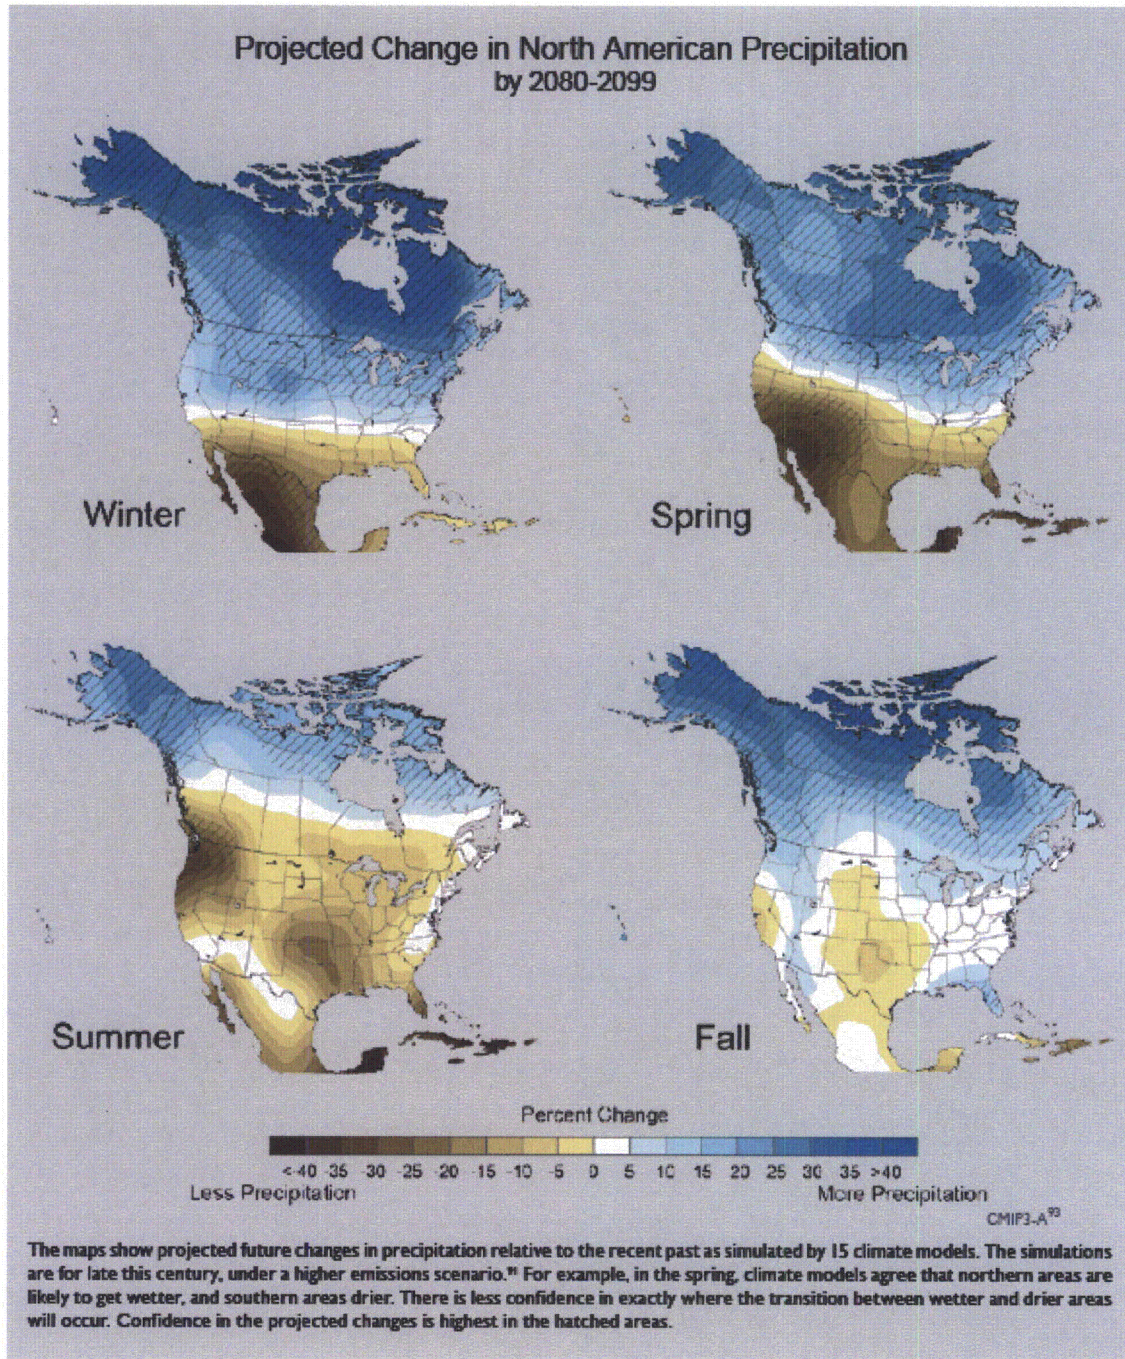 Projected Change in North American Precipitation
by 2080-2099
Winter
Spring
Summer
Fall
Percent Change
<-40 -35 -30 -25 -20 -15 -10 -5 0 5 10 15 20 25 30 35 >40
Less Precipitation
More Precipitation
CMIP3-A93
The maps show projected future changes in precipitation relative to the recent past as simulated by 15 climate models. The simulations
are for late this century, under a higher emissions scenario.91 For example, in the spring, climate models agree that northern areas are
likely to get wetter, and southern areas drier. There is less confidence in exactly where the transition between wetter and drier areas
will occur. Confidence in the projected changes is highest in the hatched areas.